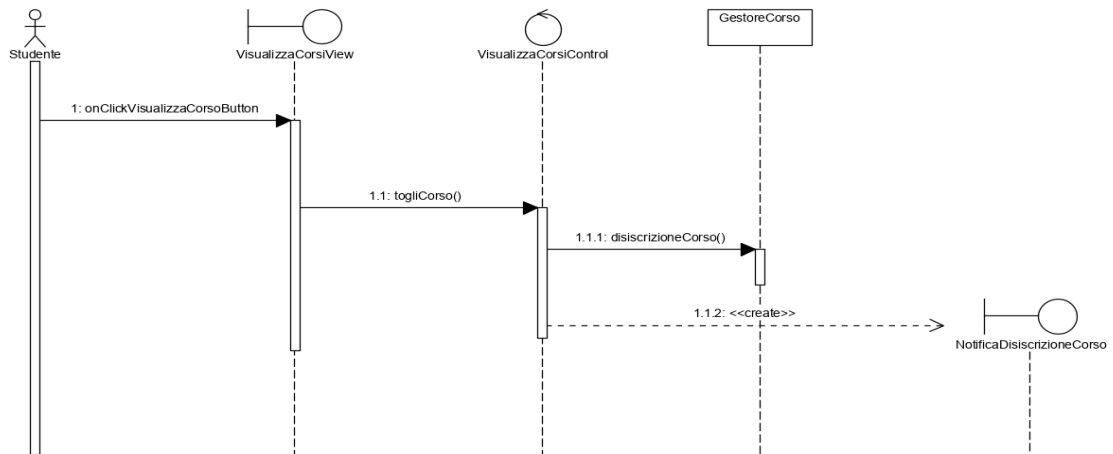 GestoreCorso
Studente
VisualizzaCorsiView
VisualizzaCorsiControl
1: onClickVisualizzaCorsoButton
1.1: togliCorso()
1.1.1: disiscrizioneCorso()
1.1.2: <<create>>
NotificaDisiscrizioneCorso